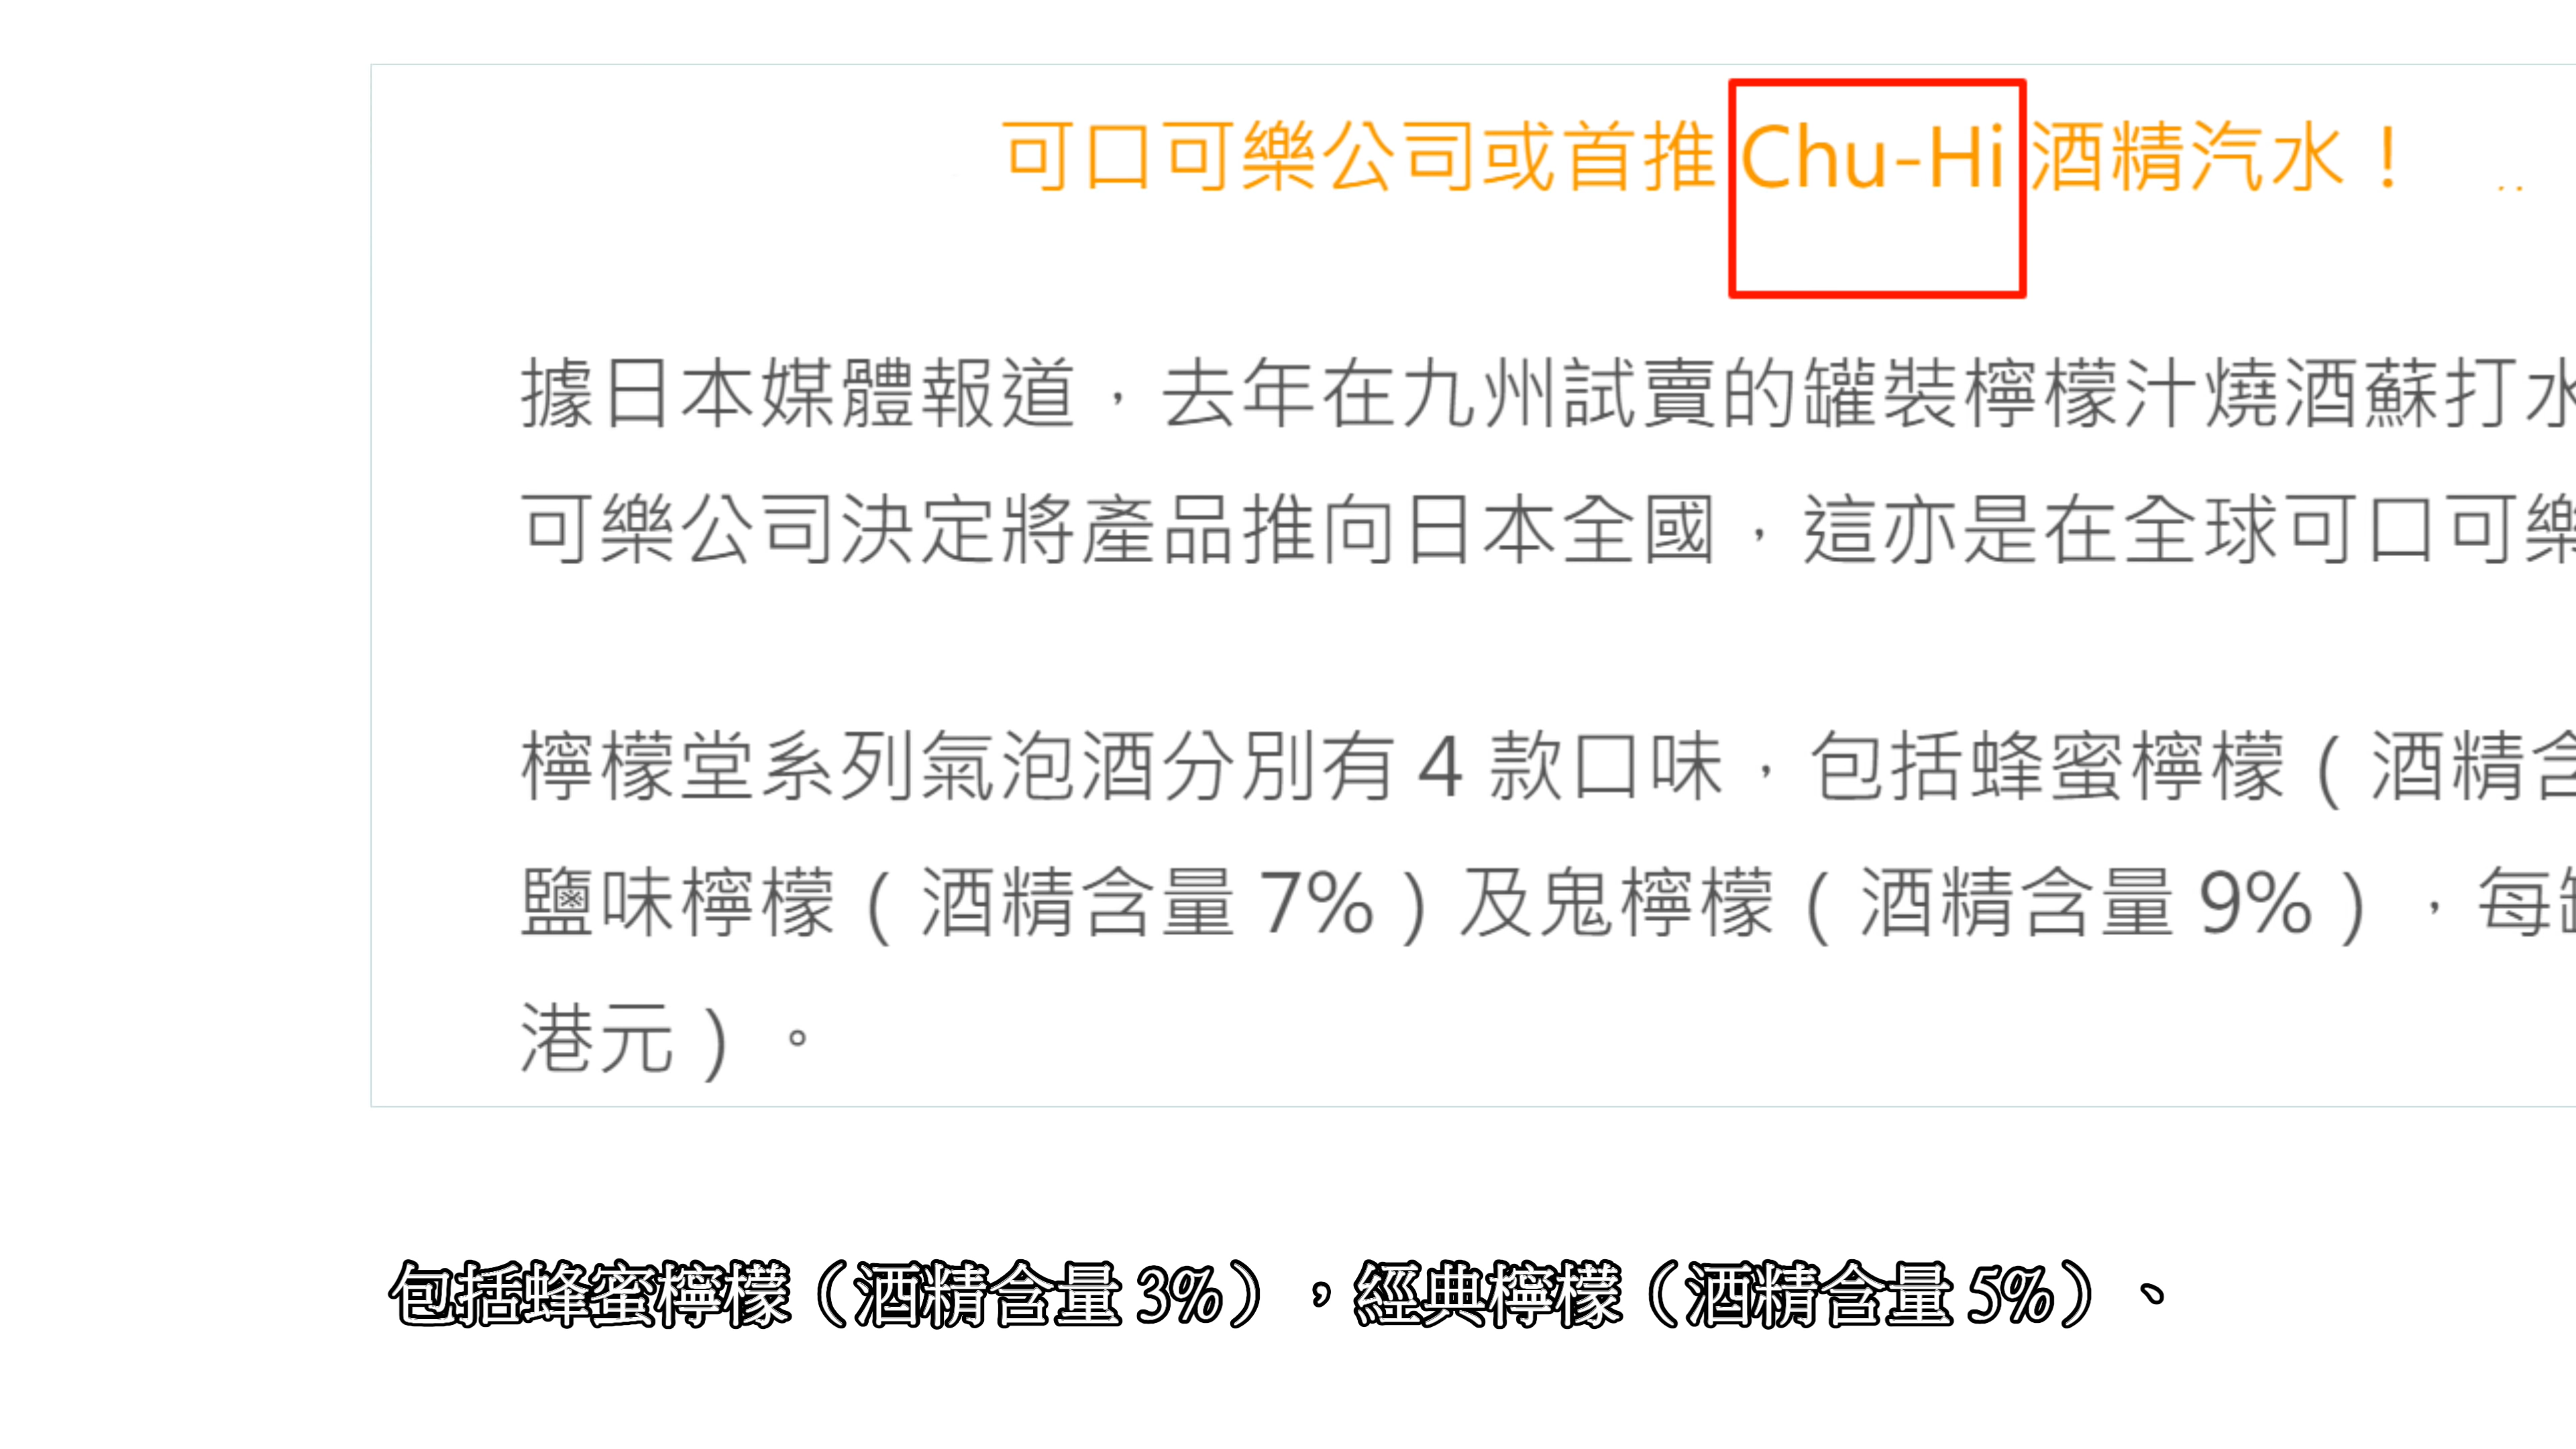 可口可樂公司或首推 Chu-Hi 酒精汽水！
據日本媒體報道，去年在九州試賣的罐裝檸檬汁燒酒蘇打水
可樂公司決定將產品推向日本全國，這亦是在全球可口可樂
檸檬堂系列氣泡酒分別有 4 款口味，包括蜂蜜檸檬（酒精含
鹽味檸檬（酒精含量 7%）及鬼檸檬（酒精含量 9%），每
港元）。
包括蜂蜜檸檬（酒精含量 3%），經典檸檬（酒精含量 5%）、